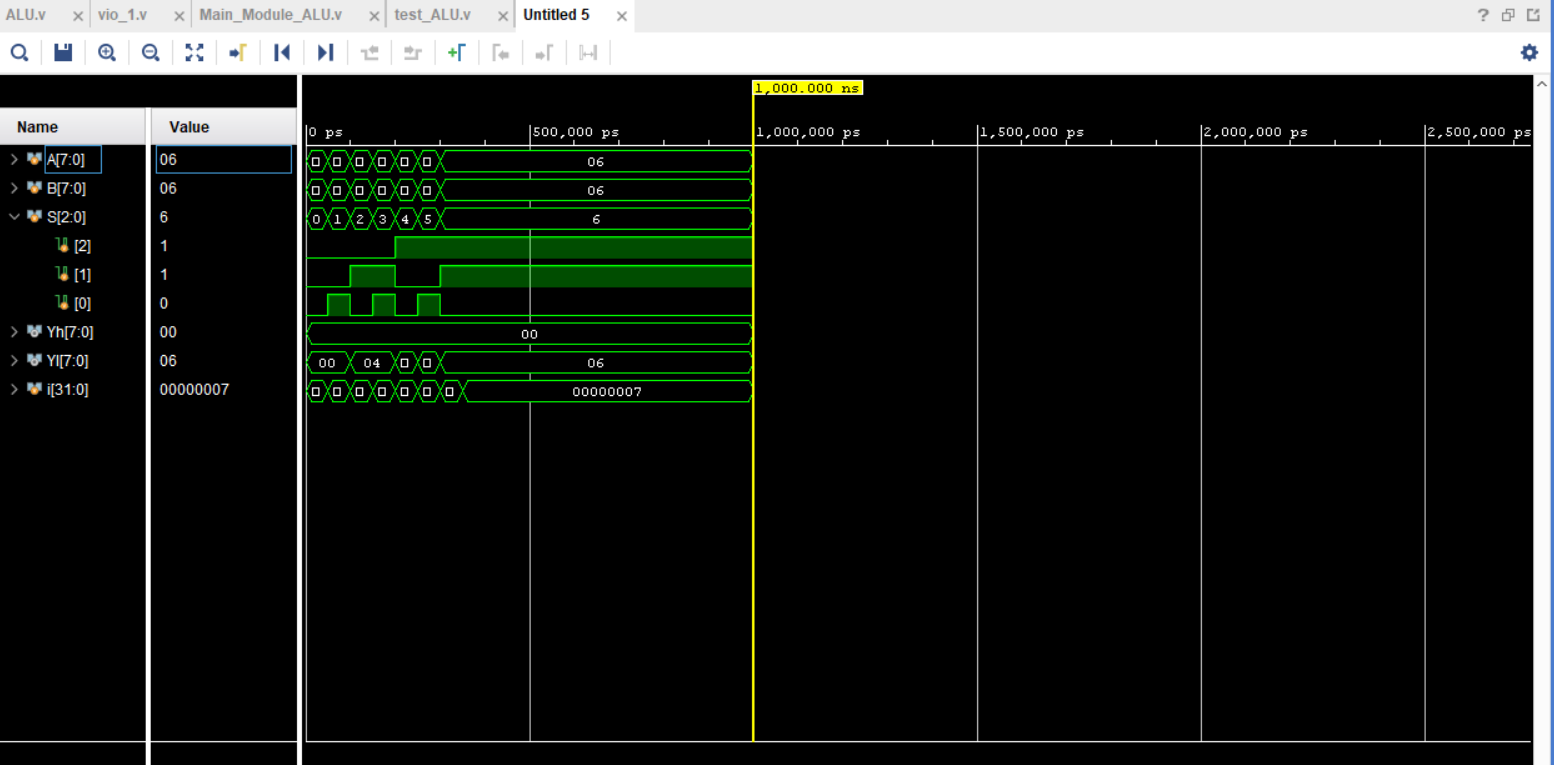 ALU.v vio_1.v Main_Module_ALU.v test_ALU.v Untitled 5
1,000.000 ns
Name Value
0 ps 500,000 ps 1,000,000 ps 1,500,000 ps 2,000,000 ps 2,500,000 ps
A[7:0] 06 06
B[7:0] 06 06
S[2:0] 6 0 1 2 3 4 5 6
[2] 1
[1] 1
[0] 0
Yh[7:0] 00 00
Yl[7:0] 06 00 04 06
i[31:0] 00000007 00000007